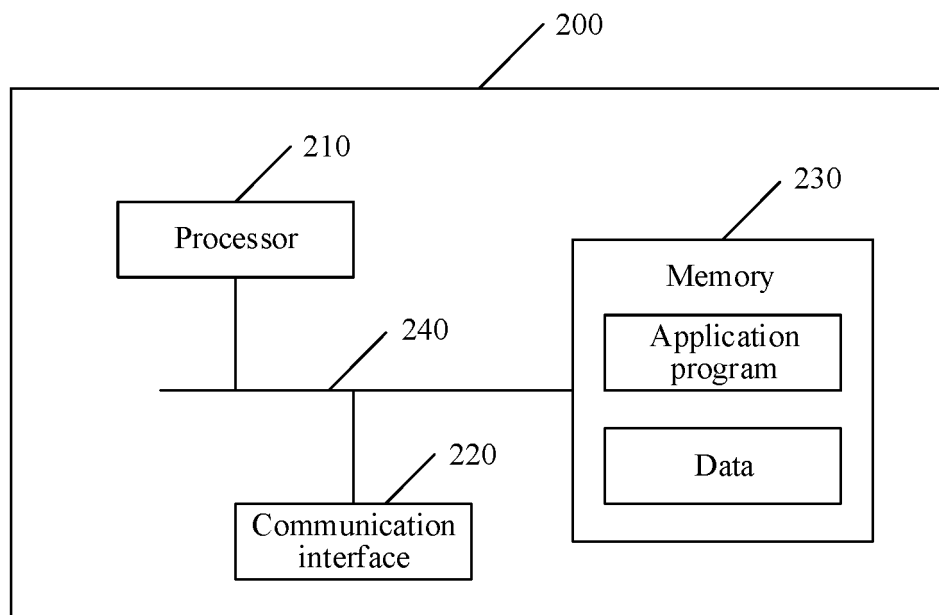 200
210
Processor
230
Memory
Application
program
240
Data
220
Communication
interface